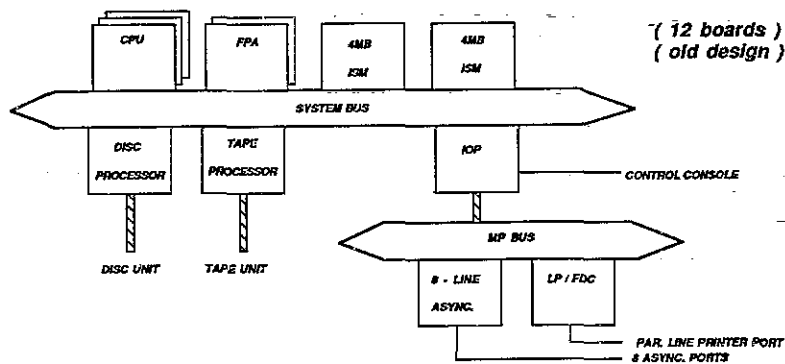 ( 12 boards )
( old design )
CPU
FPA
4MB
ISM
4MB
ISM
SYSTEM BUS
DISC
PROCESSOR
TAPE
PROCESSOR
IOP
CONTROL CONSOLE
DISC UNIT
TAPE UNIT
MP BUS
8 - LINE
ASYNC.
LP / FDC
PAR. LINE PRINTER PORT
8 ASYNC. PORTS